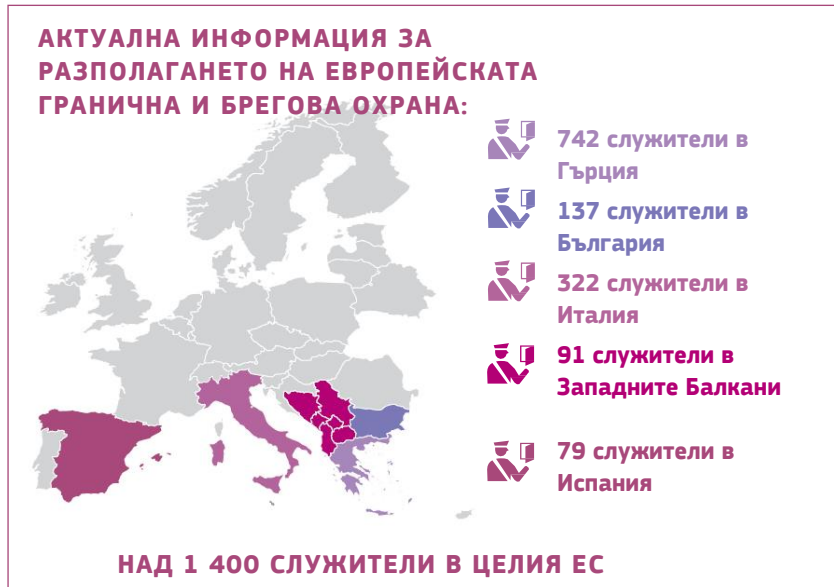 АКТУАЛНА ИНФОРМАЦИЯ ЗА
РАЗПОЛАГАНЕТО НА ЕВРОПЕЙСКАТА
ГРАНИЧНА И БРЕГОВА ОХРАНА:
742 служители в
Гърция
137 служители в
България
322 служители в
Италия
91 служители в
Западните Балкани
79 служители в
Испания
НАД 1 400 СЛУЖИТЕЛИ В ЦЕЛИЯ ЕС